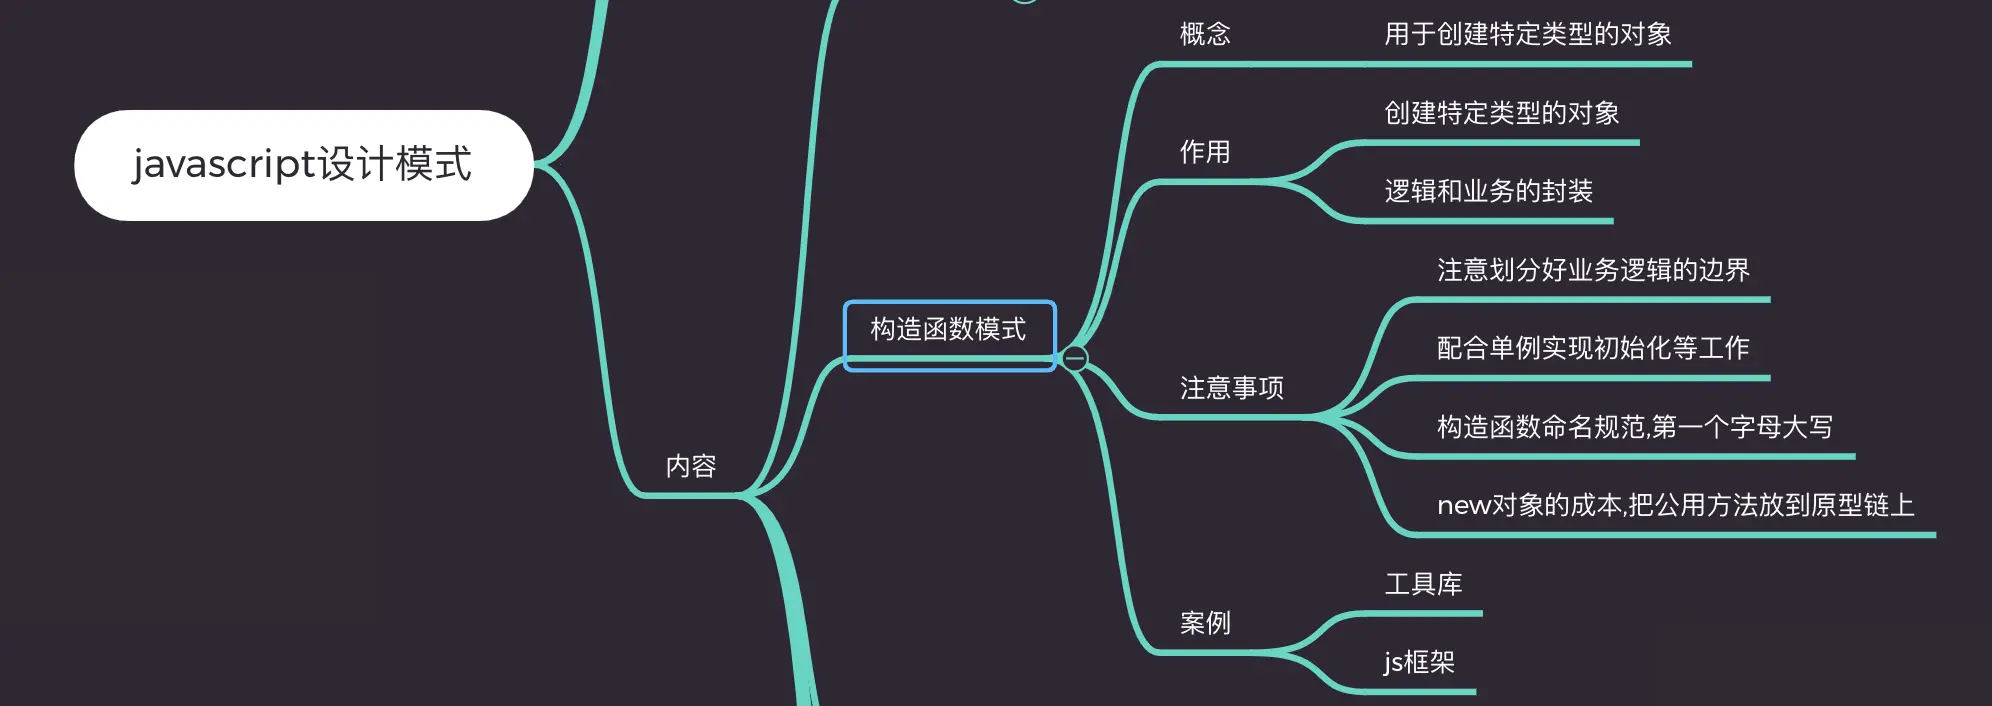 javascript设计模式
内容
构造函数模式
概念
用于创建特定类型的对象
作用
创建特定类型的对象
逻辑和业务的封装
注意事项
注意划分好业务逻辑的边界
配合单例实现初始化等工作
构造函数命名规范,第一个字母大写
new对象的成本,把公用方法放到原型链上
案例
工具库
js框架